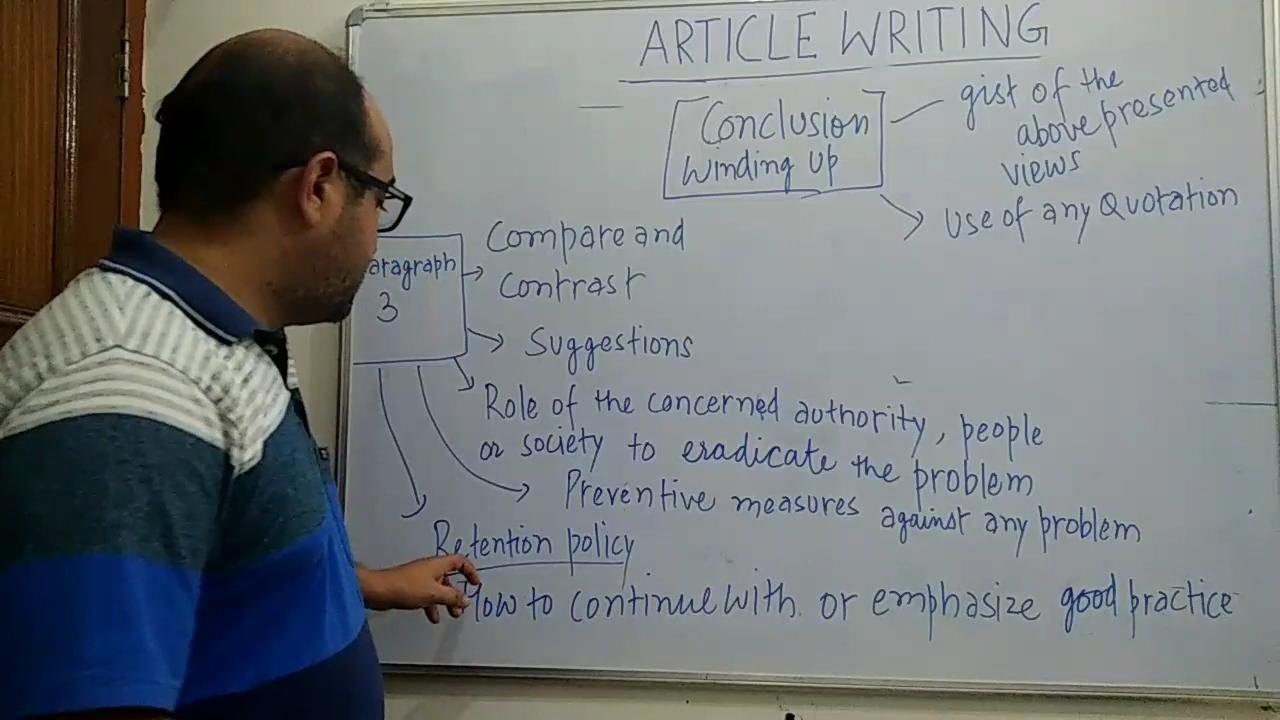 ARTICLE WRITING
Conclusion
Winding Up
gist of the
above presented
views
Use of any Quotation
aragraph
3
Compare and
Contrast
Suggestions
Role of the concerned authority, people
or society to eradicate the problem
Preventive measures against any problem
Retention policy
How to continue with or emphasize good practice